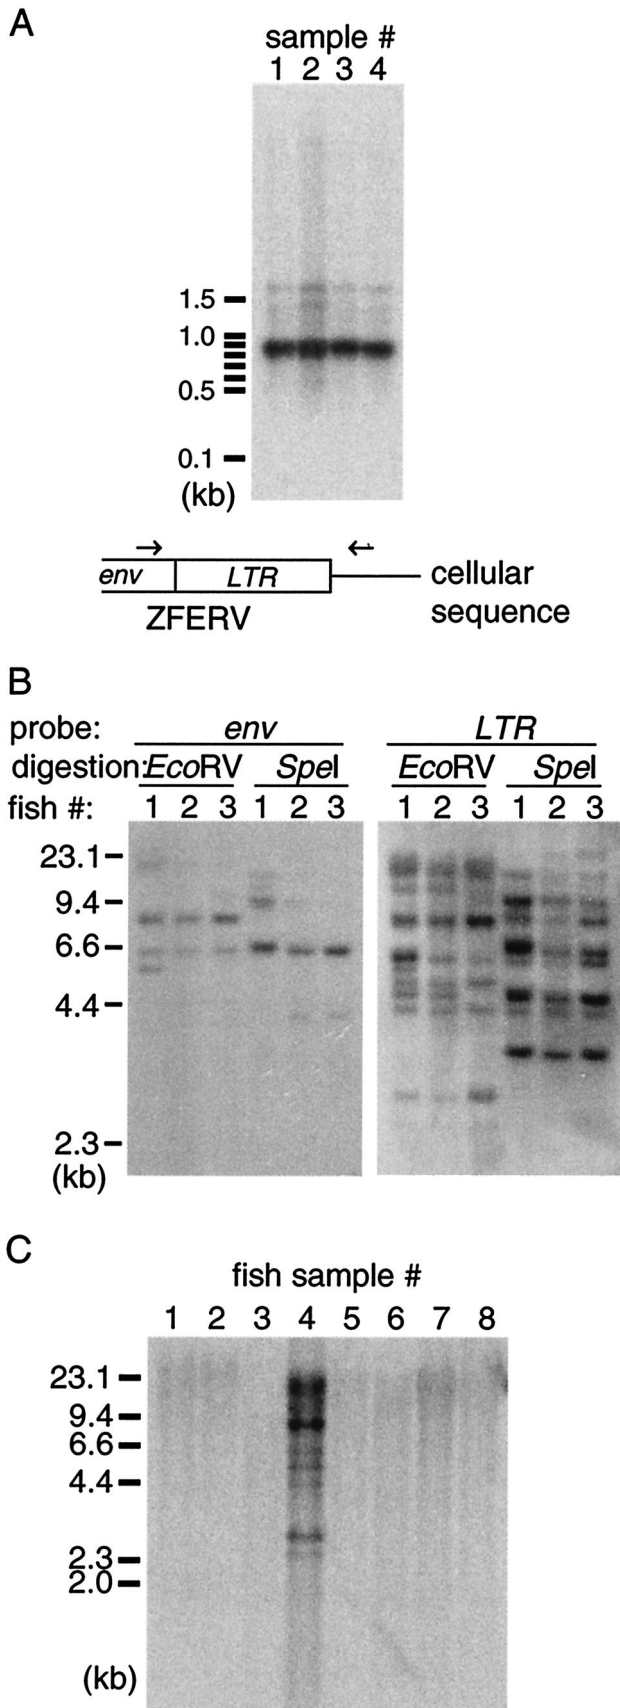 A
sample #
1 2 3 4
1.5
1.0
0.5
0.1
(kb)
env LTR cellular
ZFERV sequence
B
probe: env LTR
digestion: EcoRV SpeI EcoRV SpeI
fish #: 1 2 3 1 2 3 1 2 3 1 2 3
23.1
9.4
6.6
4.4
2.3
(kb)
C
fish sample #
1 2 3 4 5 6 7 8
23.1
9.4
6.6
4.4
2.3
2.0
(kb)